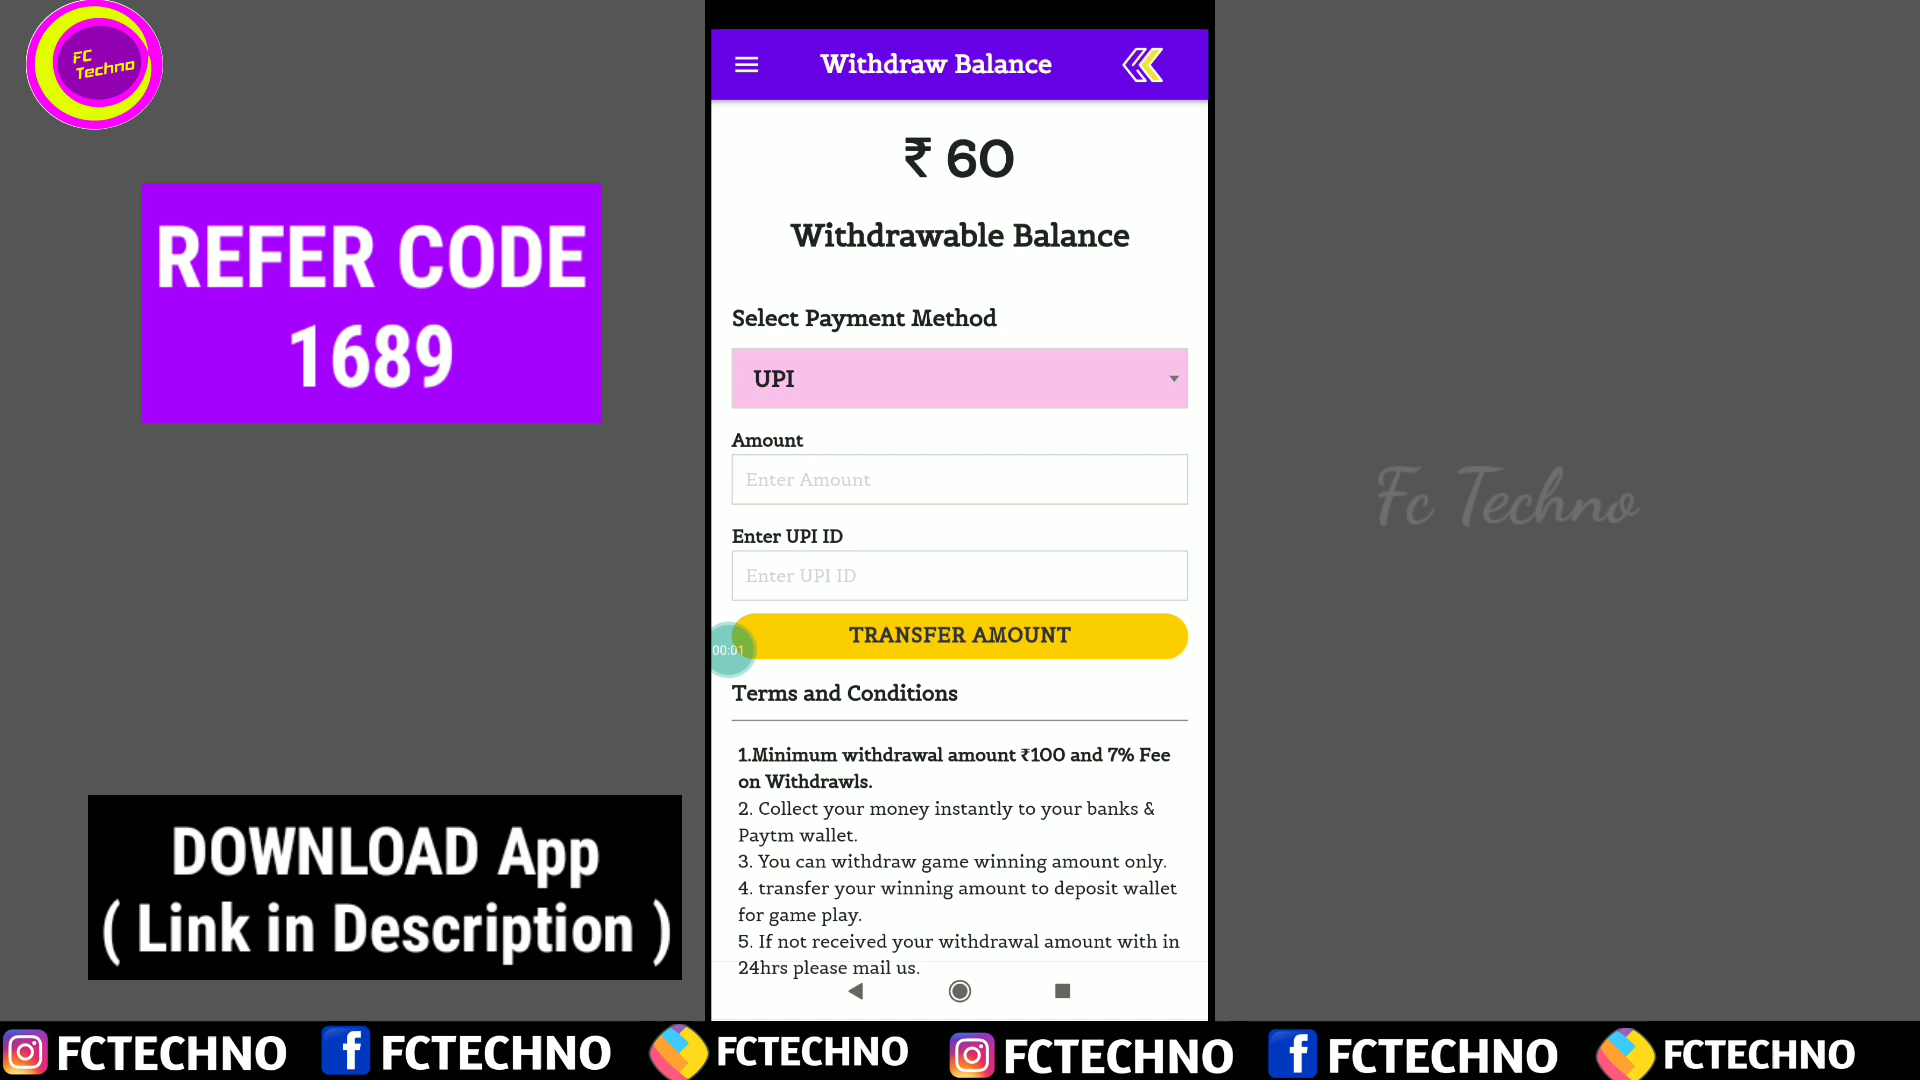 FC
Techno
REFER CODE
1689
DOWNLOAD App
( Link in Description )
Withdraw Balance
₹ 60
Withdrawable Balance
Select Payment Method
UPI
Amount
Enter Amount
Enter UPI ID
Enter UPI ID
TRANSFER AMOUNT
00:01
Terms and Conditions
1.Minimum withdrawal amount ₹100 and 7% Fee
on Withdrawls.
2. Collect your money instantly to your banks &
Paytm wallet.
3. You can withdraw game winning amount only.
4. transfer your winning amount to deposit wallet
for game play.
5. If not received your withdrawal amount with in
24hrs please mail us.
Fc Techno
FCTECHNO FCTECHNO FCTECHNO FCTECHNO FCTECHNO FCTECHNO